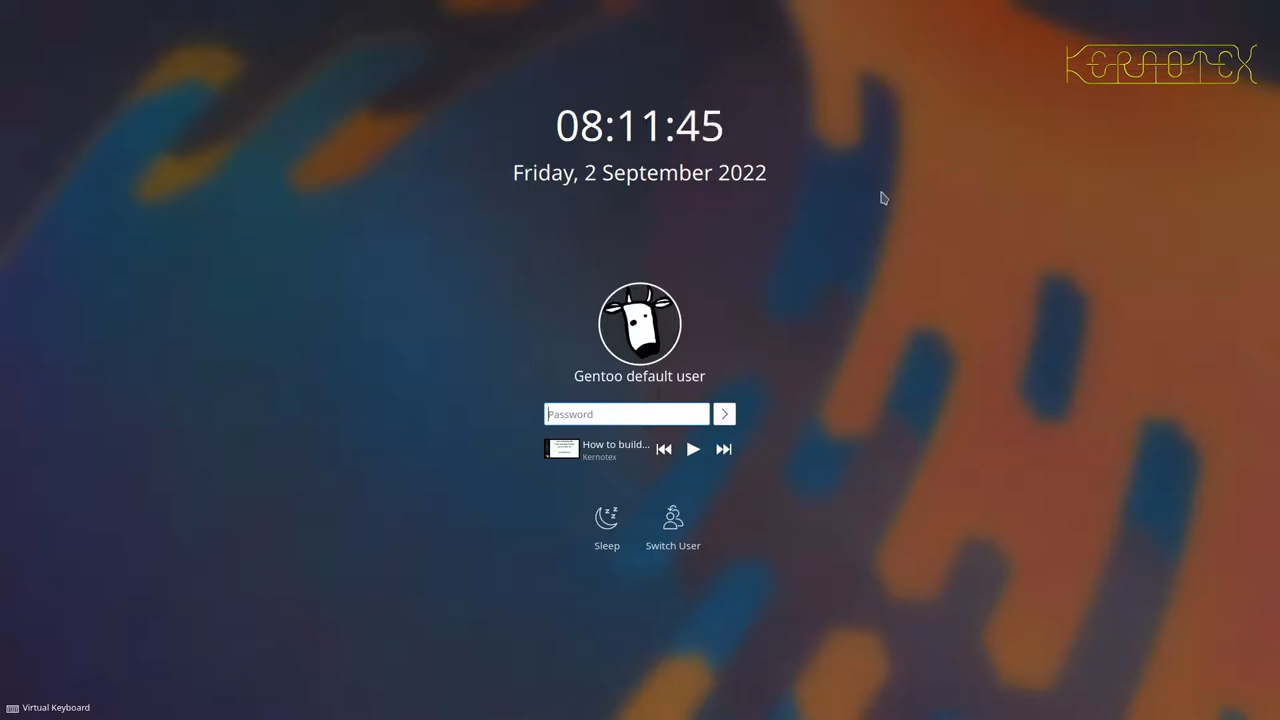 KERNOTEX
08:11:45
Friday, 2 September 2022
Gentoo default user
Password
How to build...
Kernotex
Sleep
Switch User
Virtual Keyboard